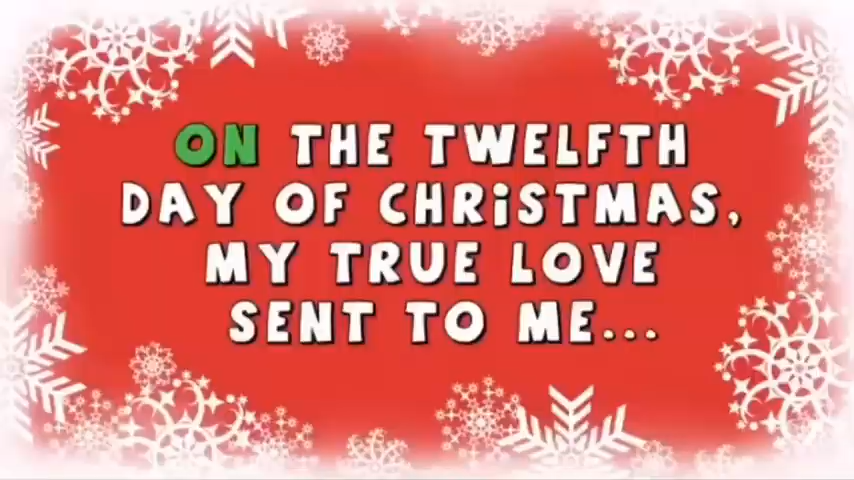 ON THE TWELFTH
DAY OF CHRISTMAS,
MY TRUE LOVE
SENT TO ME...